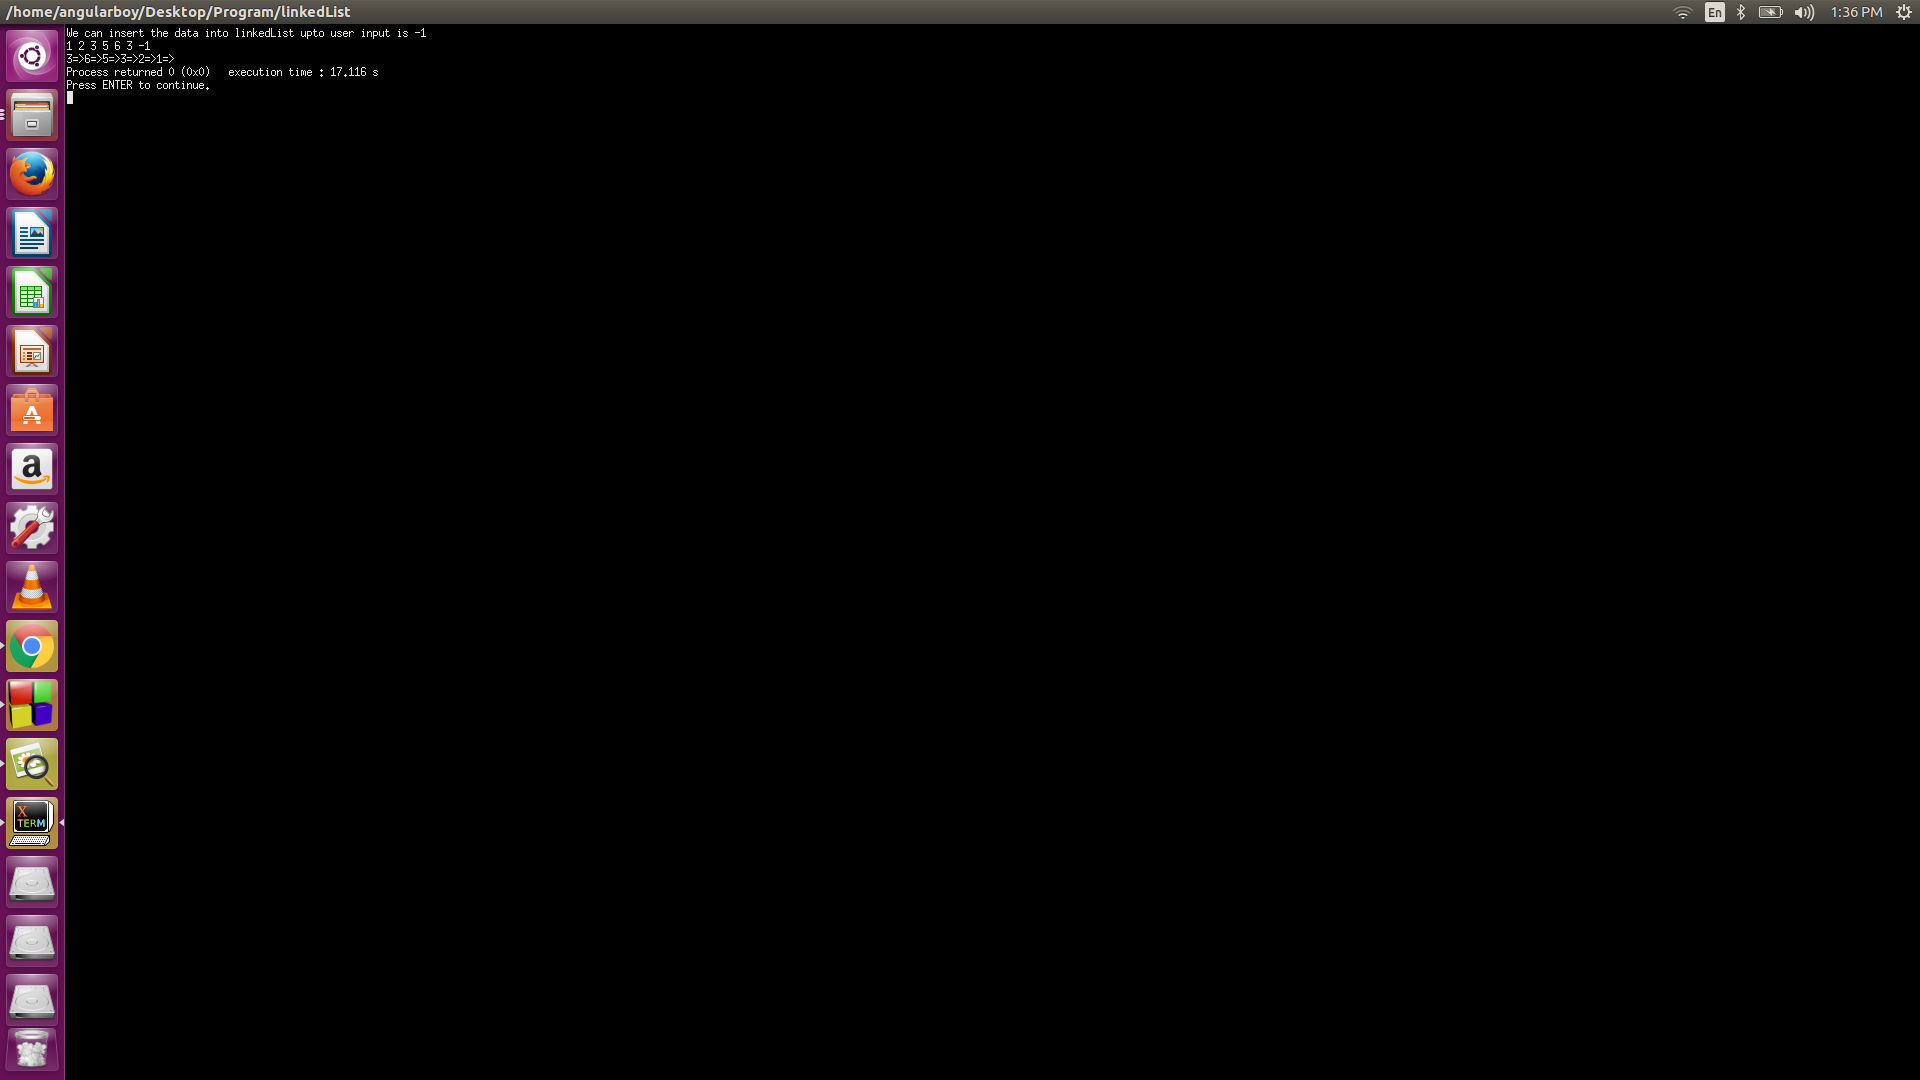 /home/angularboy/Desktop/Program/linkedList
En
1:36 PM
We can insert the data into linkedList upto user input is -1
1 2 3 5 6 3 -1
3=>6=>5=>3=>2=>1=>
Process returned 0 (0x0)   execution time : 17.116 s
Press ENTER to continue.
A
a
X
TERM